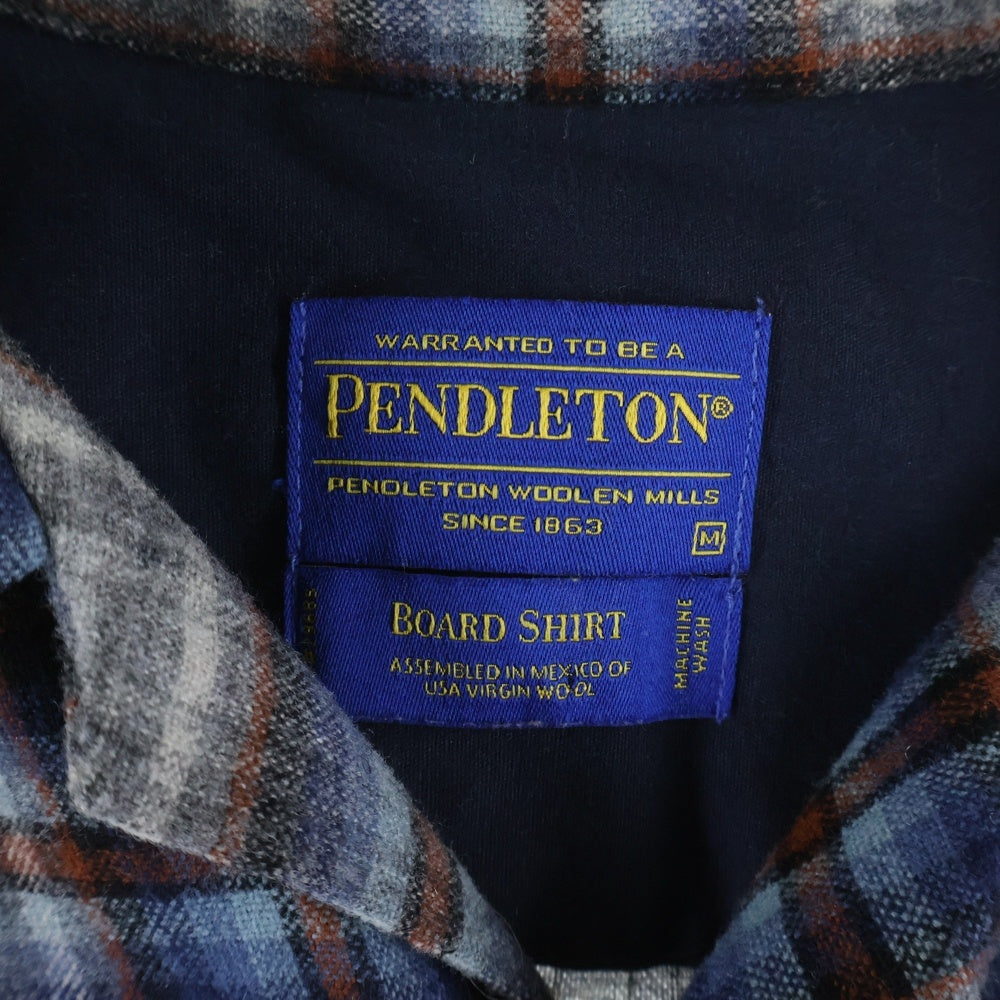 WARRANTED TO BE A
PENDLETON®
PENDLETON WOOLEN MILLS
SINCE 1863
M
BOARD SHIRT
ASSEMBLED IN MEXICO OF
USA VIRGIN WOOL
MACHINE
WASH